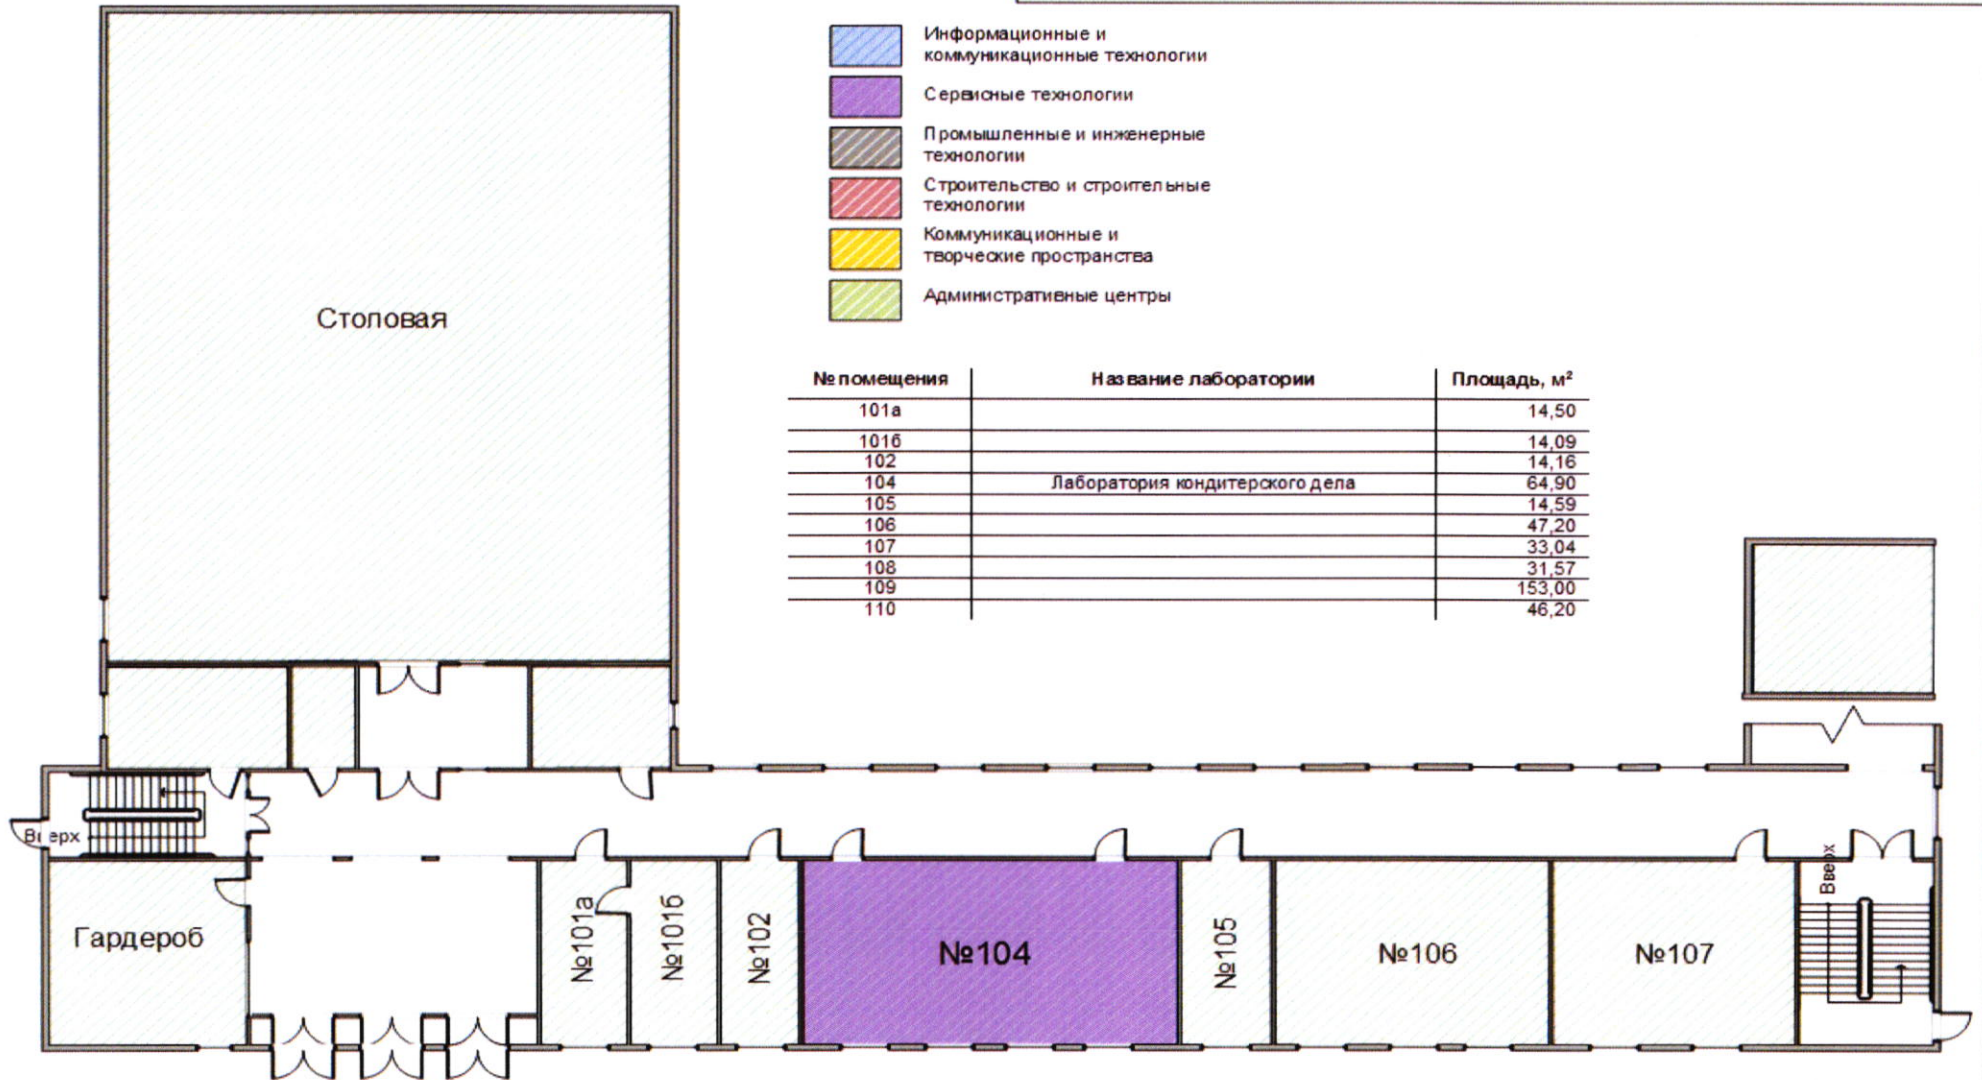 Информационные и
коммуникационные технологии
Сервисные технологии
Промышленные и инженерные
технологии
Строительство и строительные
технологии
Коммуникационные и
творческие пространства
Административные центры
Столовая
№ помещения Название лаборатории Площадь, м²
101а 14,50
101б 14,09
102 14,16
104 Лаборатория кондитерского дела 64,90
105 14,59
106 47,20
107 33,04
108 31,57
109 153,00
110 46,20
Вверх
Вверх
Гардероб
№101а
№101б
№102
№104
№105
№106
№107